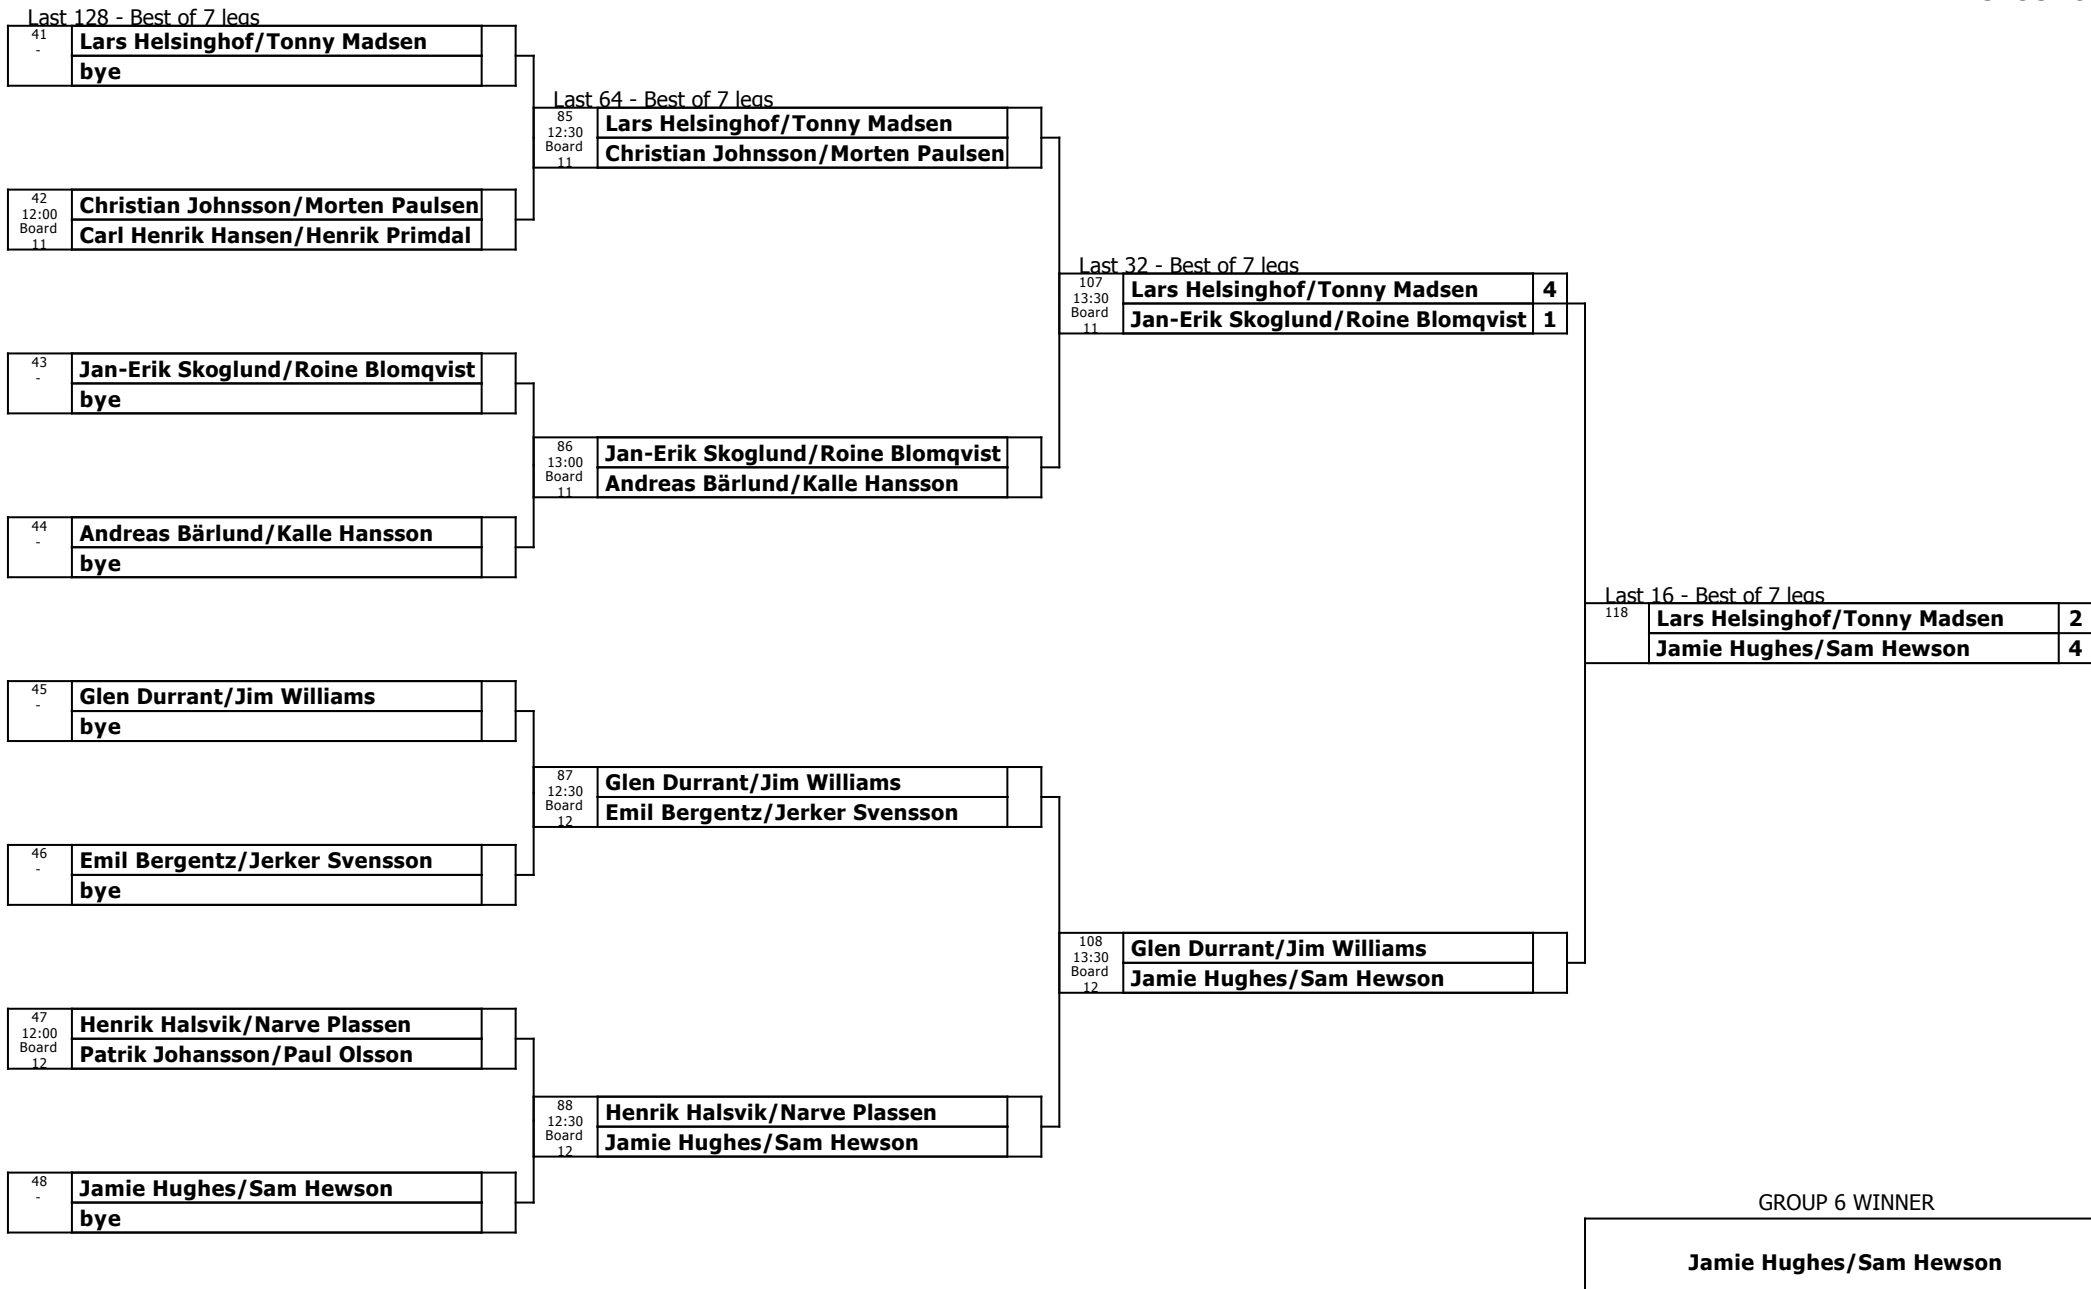 Last 128 - Best of 7 legs
41
-
Lars Helsinghof/Tonny Madsen
bye
42
12:00
Board
11
Christian Johnsson/Morten Paulsen
Carl Henrik Hansen/Henrik Primdal
43
-
Jan-Erik Skoglund/Roine Blomqvist
bye
44
-
Andreas Bärlund/Kalle Hansson
bye
45
-
Glen Durrant/Jim Williams
bye
46
-
Emil Bergentz/Jerker Svensson
bye
47
12:00
Board
12
Henrik Halsvik/Narve Plassen
Patrik Johansson/Paul Olsson
48
-
Jamie Hughes/Sam Hewson
bye
Last 64 - Best of 7 legs
85
12:30
Board
11
Lars Helsinghof/Tonny Madsen
Christian Johnsson/Morten Paulsen
86
13:00
Board
11
Jan-Erik Skoglund/Roine Blomqvist
Andreas Bärlund/Kalle Hansson
87
12:30
Board
12
Glen Durrant/Jim Williams
Emil Bergentz/Jerker Svensson
88
12:30
Board
12
Henrik Halsvik/Narve Plassen
Jamie Hughes/Sam Hewson
Last 32 - Best of 7 legs
107
13:30
Board
11
Lars Helsinghof/Tonny Madsen 4
Jan-Erik Skoglund/Roine Blomqvist 1
108
13:30
Board
12
Glen Durrant/Jim Williams
Jamie Hughes/Sam Hewson
Last 16 - Best of 7 legs
118
Lars Helsinghof/Tonny Madsen 2
Jamie Hughes/Sam Hewson 4
GROUP 6 WINNER
Jamie Hughes/Sam Hewson